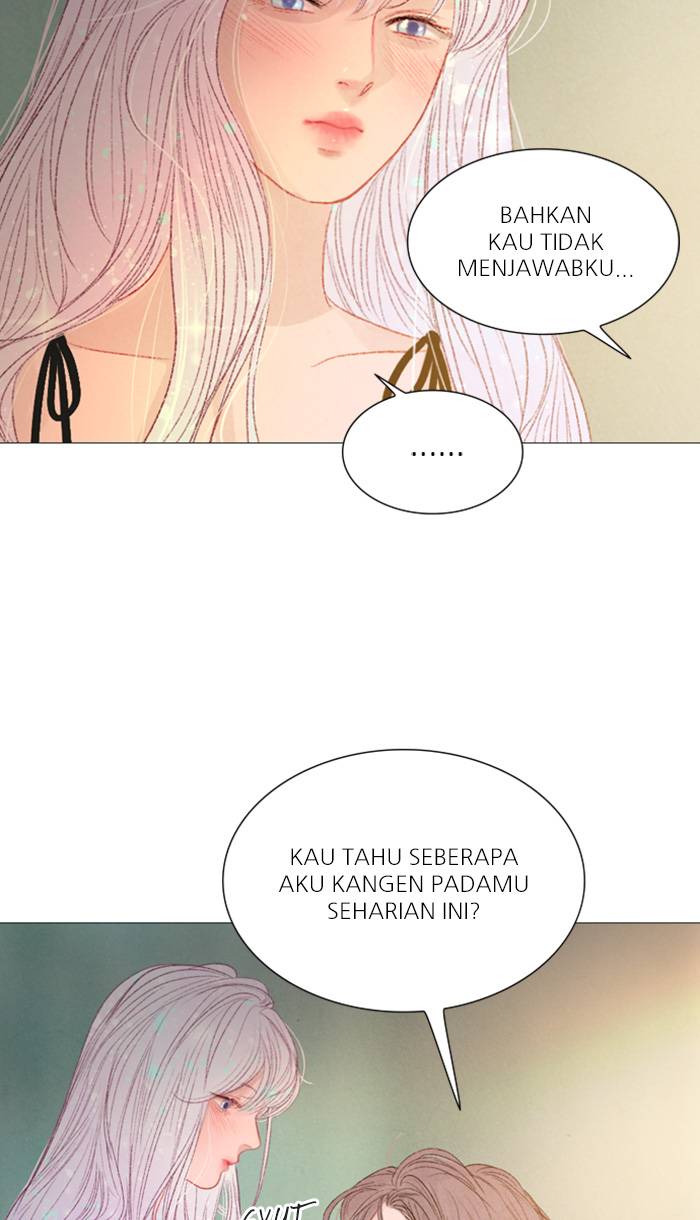 BAHKAN
KAU TIDAK
MENJAWABKU...
......
KAU TAHU SEBERAPA
AKU KANGEN PADAMU
SEHARIAN INI?